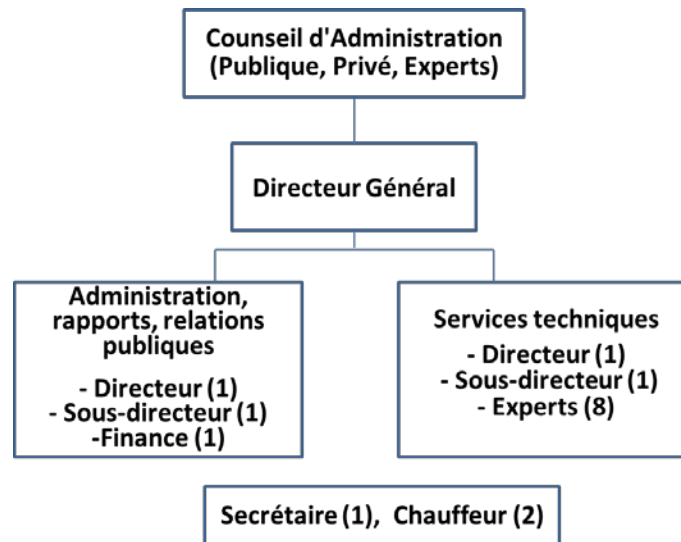 Counseil d'Administration
(Publique, Privé, Experts)
Directeur Général
Administration,
rapports, relations
publiques
- Directeur (1)
- Sous-directeur (1)
-Finance (1)
Services techniques
- Directeur (1)
- Sous-directeur (1)
- Experts (8)
Secrétaire (1), Chauffeur (2)